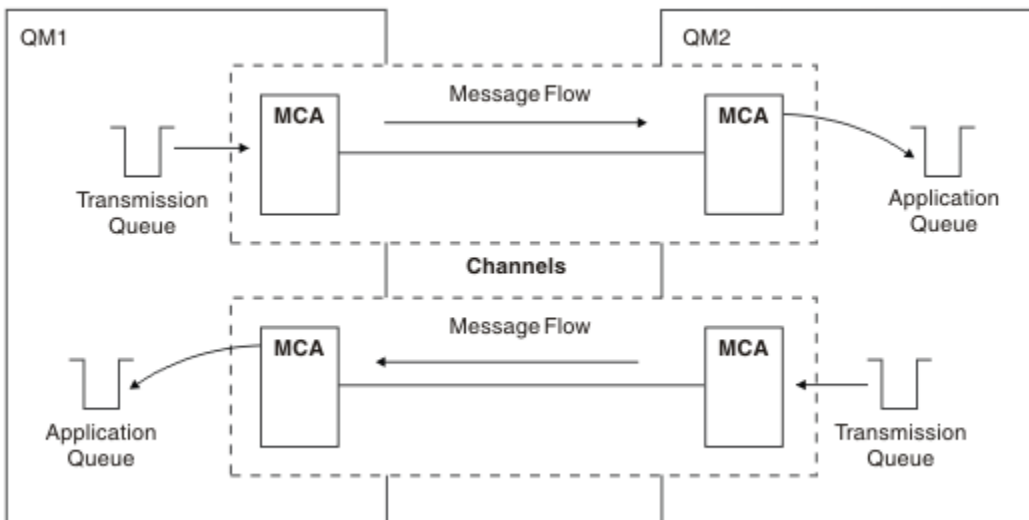 QM1
QM2
Message Flow
MCA
MCA
Transmission
Queue
Application
Queue
Channels
Message Flow
MCA
MCA
Application
Queue
Transmission
Queue